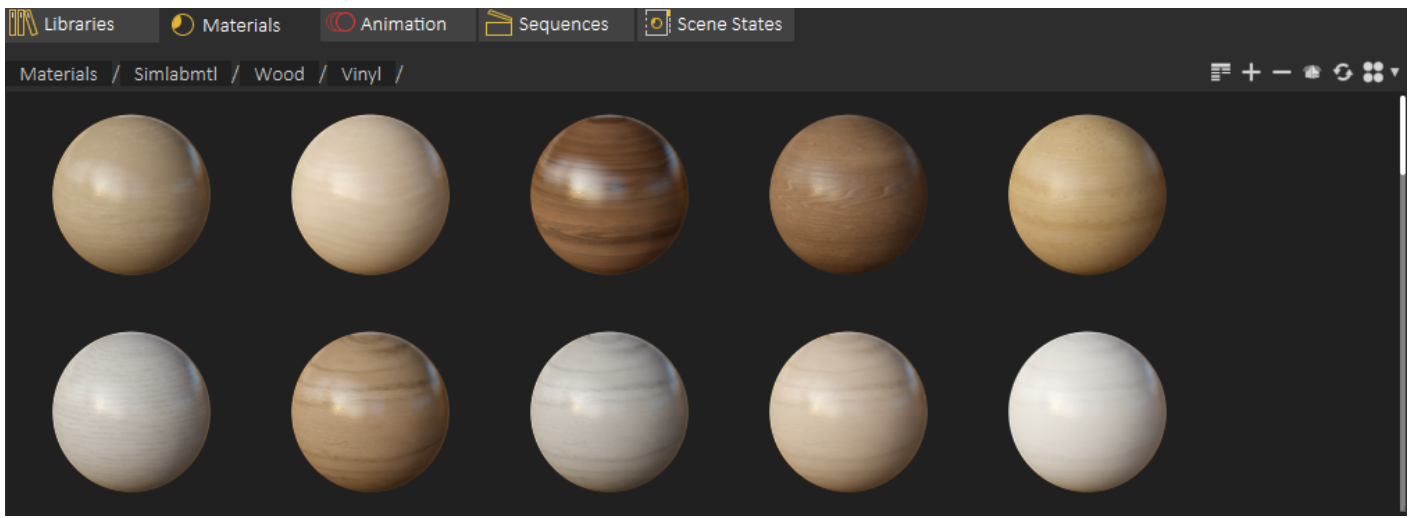 Libraries Materials Animation Sequences Scene States
Materials / Simlabmtl / Wood / Vinyl /